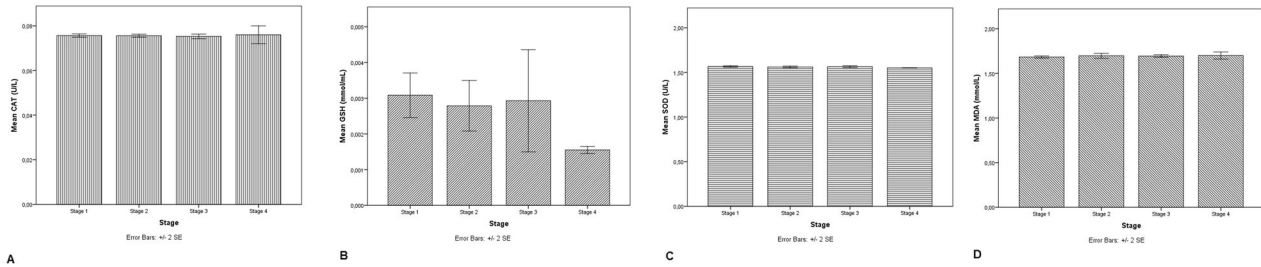 Mean CAT (U/L)
0,08
0,06
0,04
0,02
0,00
Stage 1
Stage 2
Stage 3
Stage 4
Stage
Error Bars: +/- 2 SE
A
Mean GSH (mmol/mL)
0,005
0,004
0,003
0,002
0,001
0,000
Stage 1
Stage 2
Stage 3
Stage 4
Stage
Error Bars: +/- 2 SE
B
Mean SOD (U/L)
2,00
1,50
1,00
0,50
0,00
Stage 1
Stage 2
Stage 3
Stage 4
Stage
Error Bars: +/- 2 SE
C
Mean MDA (mmol/L)
2,00
1,50
1,00
0,50
0,00
Stage 1
Stage 2
Stage 3
Stage 4
Stage
Error Bars: +/- 2 SE
D